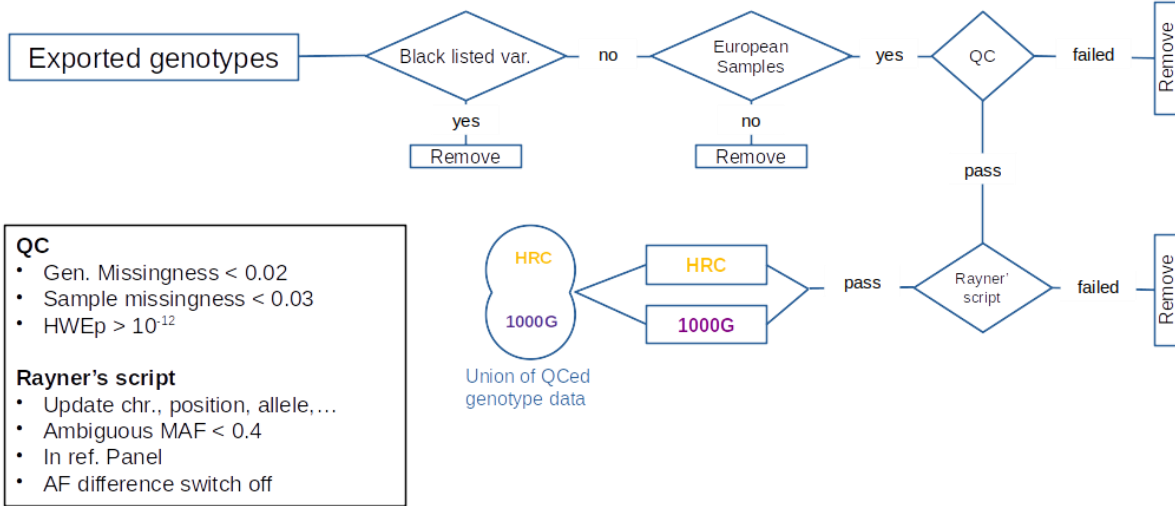 Exported genotypes
Black listed var.
no
European
Samples
yes
QC
failed
Remove
yes
Remove
no
Remove
pass
QC
• Gen. Missingness < 0.02
• Sample missingness < 0.03
• HWEp > 10⁻¹²
Rayner’s script
• Update chr., position, allele,…
• Ambiguous MAF < 0.4
• In ref. Panel
• AF difference switch off
HRC
1000G
Union of QCed
genotype data
HRC
1000G
pass
Rayner’
script
failed
Remove